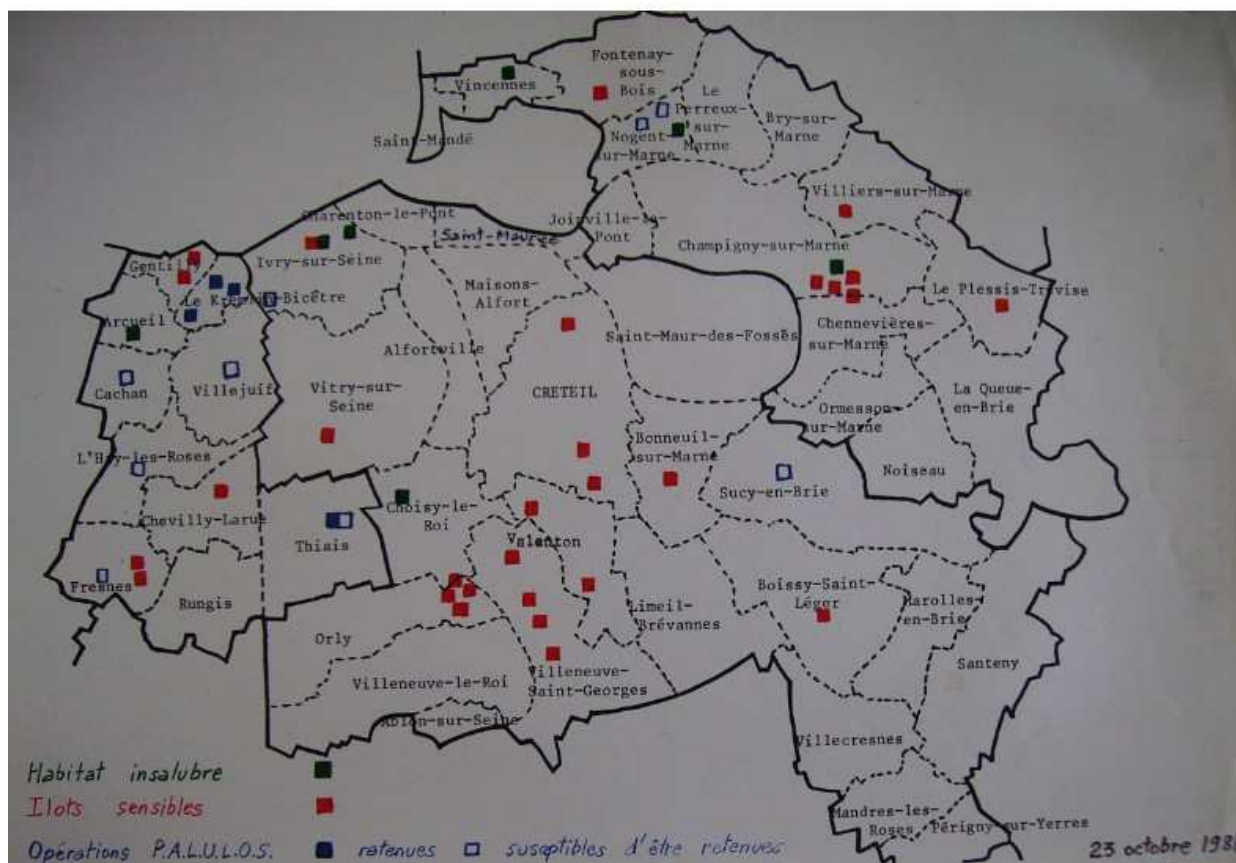 Fontenay-
sous-
Bois
Vincennes
Le
Perreux-
sur-
Marne
Bry-sur-
Marne
Saint-Mandé
Nogent-
sur-Marne
Villiers-sur-Marne
Charenton-le-Pont
Saint-Maurice
Joinville-le-
Pont
Champigny-sur-Marne
Gentilly
Ivry-sur-Seine
Le Kremlin-Bicêtre
Maisons-
Alfort
Le Plessis-Trévise
Arcueil
Saint-Maur-des-Fossés
Chennevières-
sur-Marne
Alfortville
Cachan
Villejuif
Vitry-sur-
Seine
CRETEIL
La Queue-
en-Brie
Ormesson-
sur-Marne
Bonneuil-
sur-Marne
L'Hay-les-Roses
Noiseau
Sucy-en-Brie
Chevilly-Larue
Choisy-le-
Roi
Thiais
Valenton
Fresnes
Rungis
Boissy-Saint-
Léger
Marolles-
en-Brie
Limeil-
Brévannes
Orly
Santeny
Villeneuve-le-Roi
Villeneuve-
Saint-Georges
Ablon-sur-Seine
Villecresnes
Mandres-les-
Roses
Périgny-sur-Yerres
Habitat insalubre
Ilots sensibles
Opérations P.A.L.U.L.O.S. retenues susceptibles d'être retenues
23 octobre